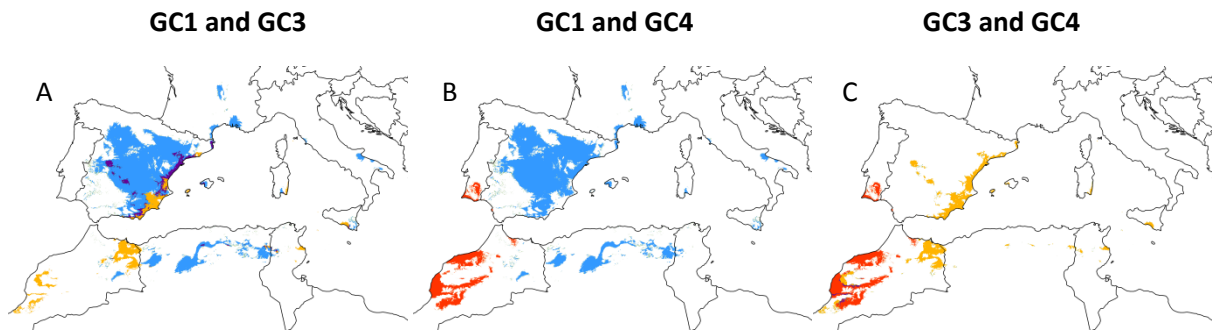 GC1 and GC3
GC1 and GC4
GC3 and GC4
A
B
C